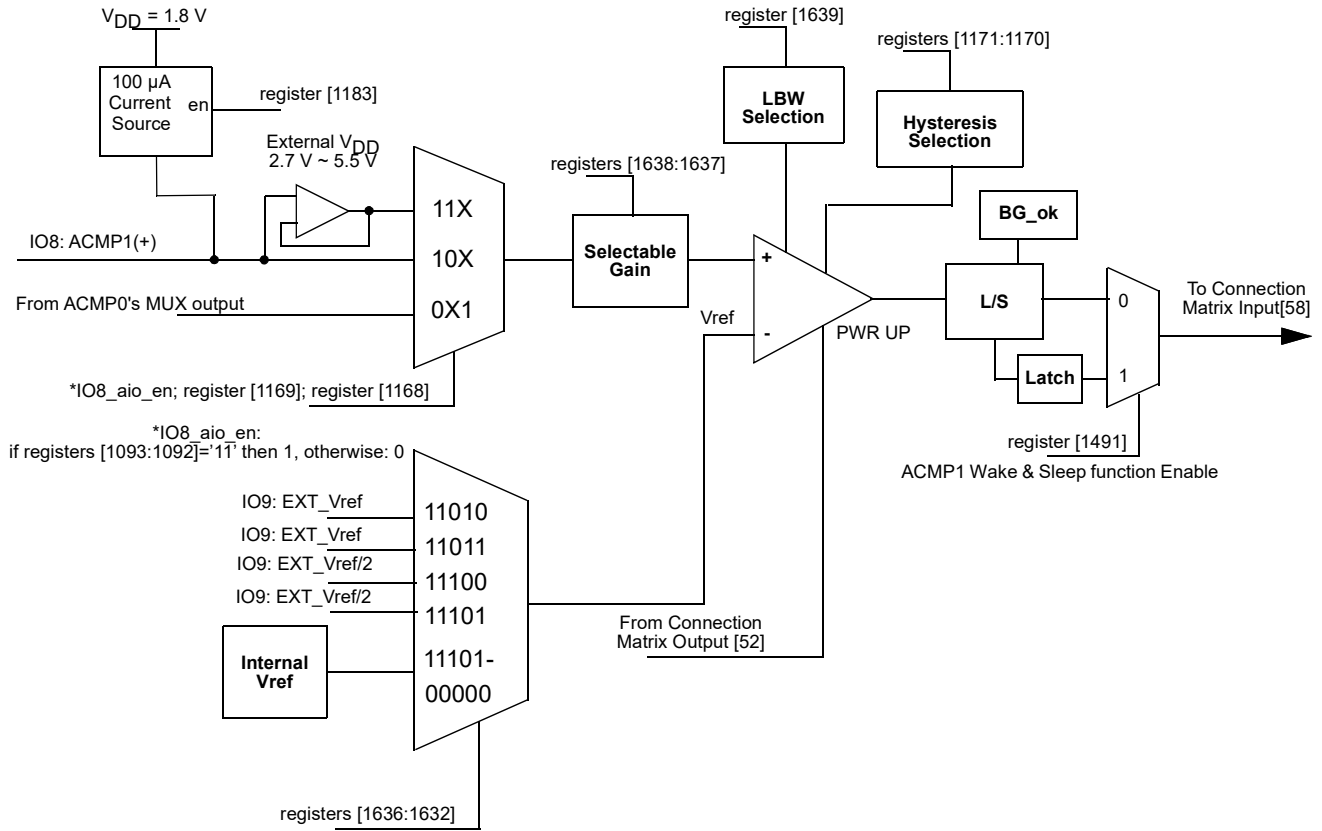 VDD = 1.8 V
100 µA
Current
Source
en
register [1183]
External VDD
2.7 V ~ 5.5 V
IO8: ACMP1(+)
From ACMP0's MUX output
11X
10X
0X1
*IO8_aio_en; register [1169]; register [1168]
*IO8_aio_en:
if registers [1093:1092]='11' then 1, otherwise: 0
registers [1638:1637]
Selectable
Gain
register [1639]
LBW
Selection
registers [1171:1170]
Hysteresis
Selection
+
-
Vref
PWR UP
BG_ok
L/S
Latch
0
1
To Connection
Matrix Input[58]
register [1491]
ACMP1 Wake & Sleep function Enable
IO9: EXT_Vref
IO9: EXT_Vref
IO9: EXT_Vref/2
IO9: EXT_Vref/2
Internal
Vref
11010
11011
11100
11101
11101-
00000
From Connection
Matrix Output [52]
registers [1636:1632]